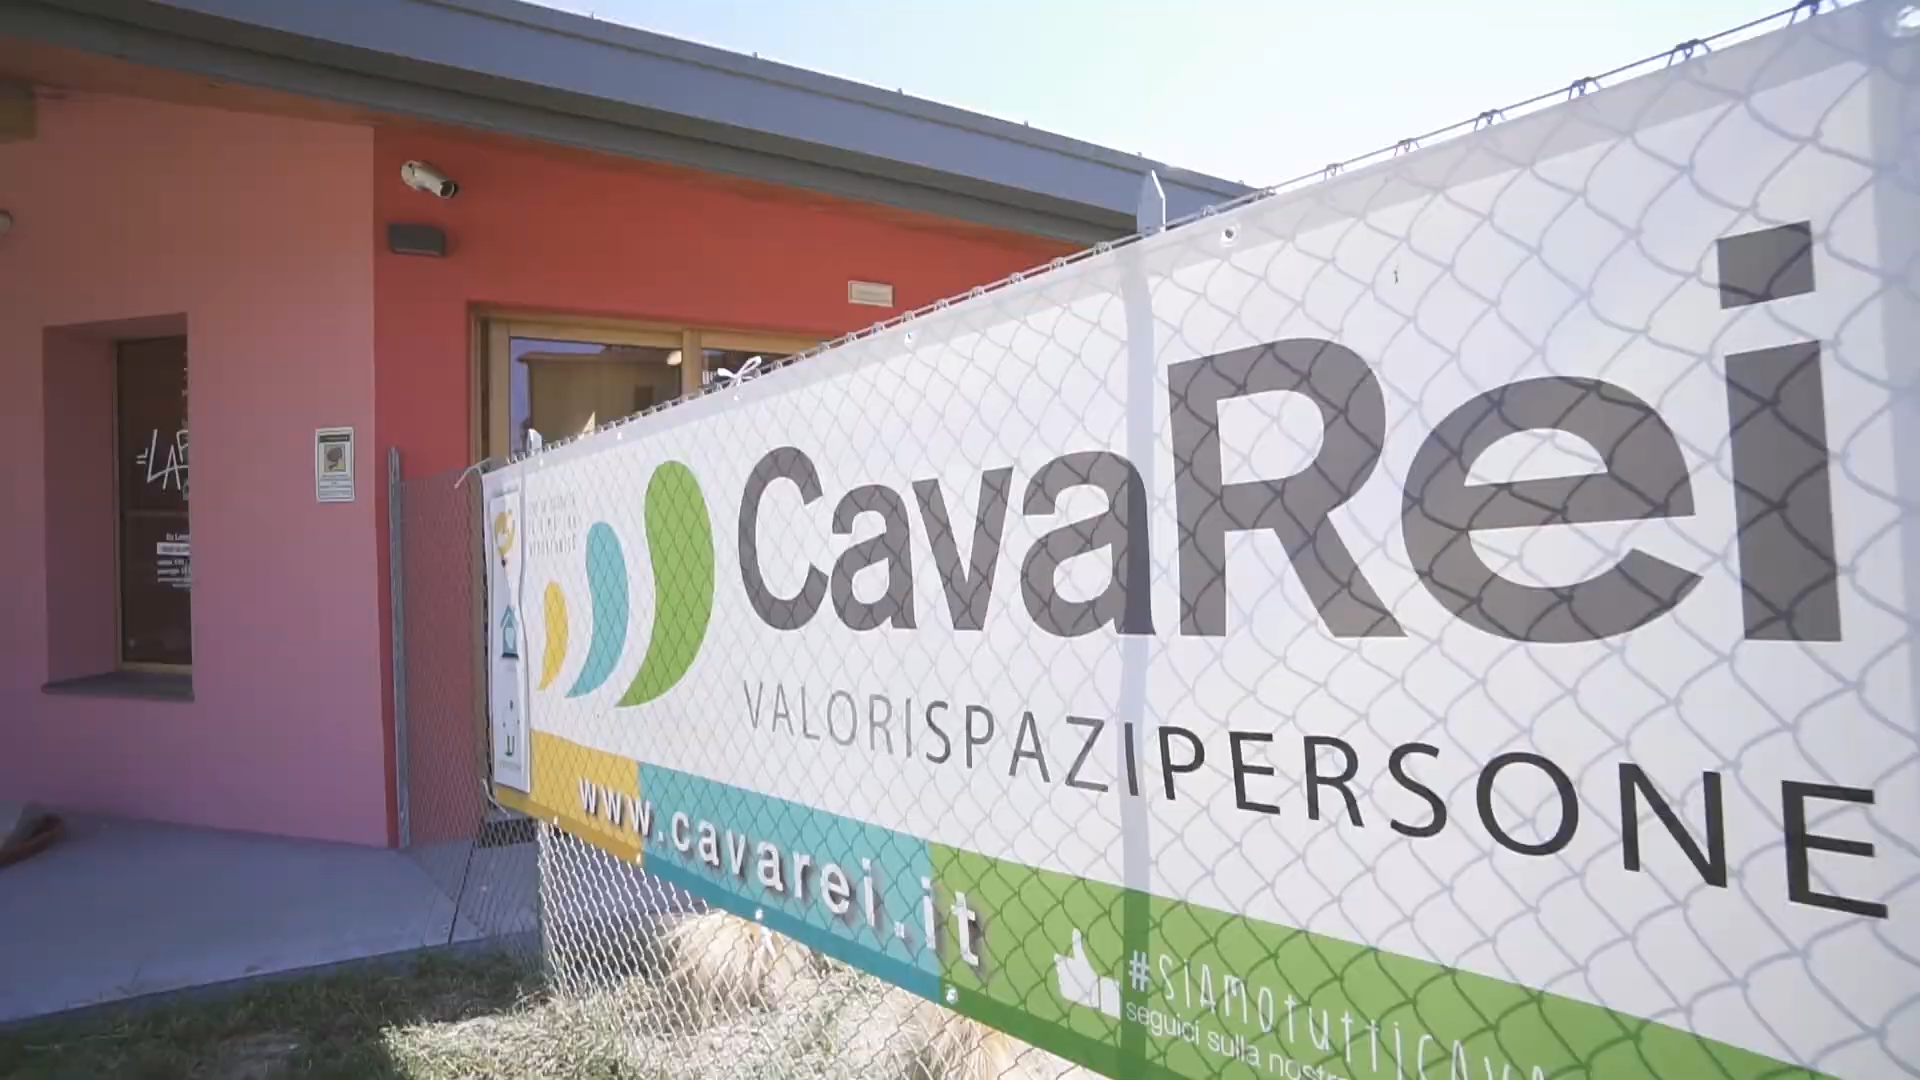 CavaRei
VALORISPAZIPERSONE
www.cavarei.it
#SiAMOtuttiCAVA
seguici sulla nostra